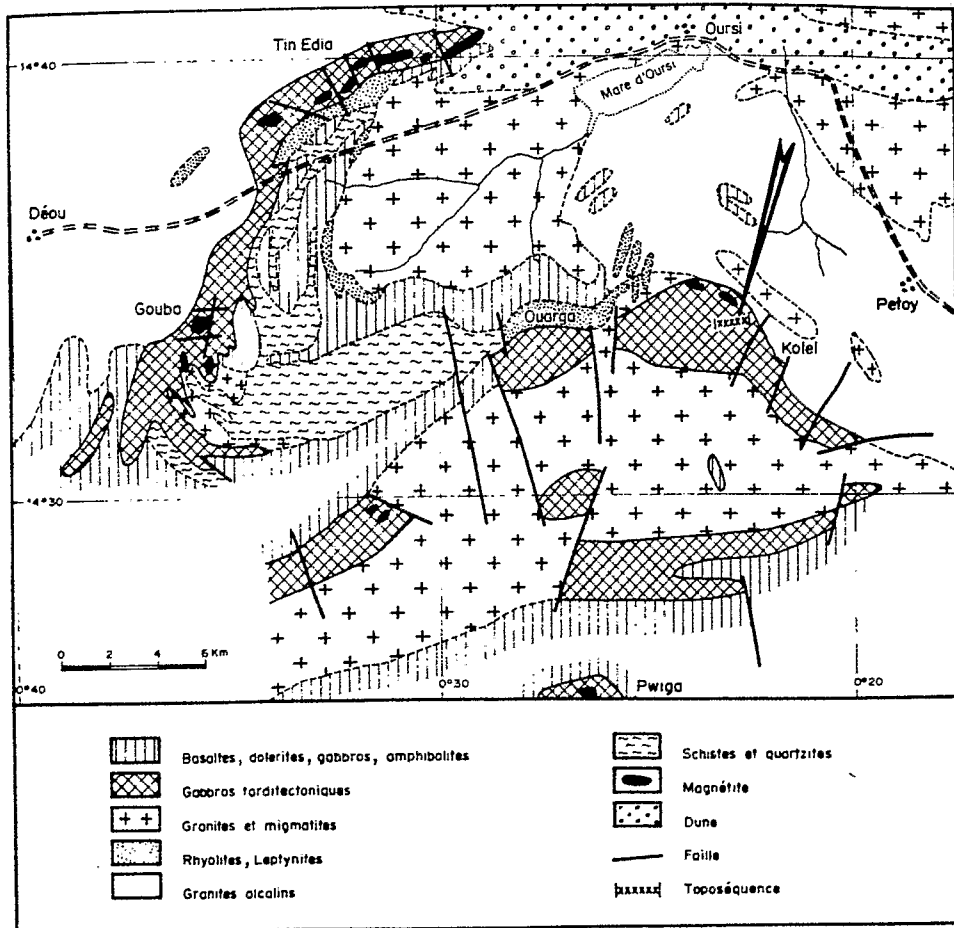 Tin Edia
Oursi
14°40
Mare d'Oursi
Déou
Gouba
Ouarga
Petoy
Kolel
14°30
0 2 4 6 Km
0°40
0°30
0°20
Pwiga
Basaltes, dolerites, gabbros, amphibolites
Gabbros tarditectoniques
Granites et migmatites
Rhyolites, Leptynites
Granites alcalins
Schistes et quartzites
Magnétite
Dune
Faille
Toposéquence